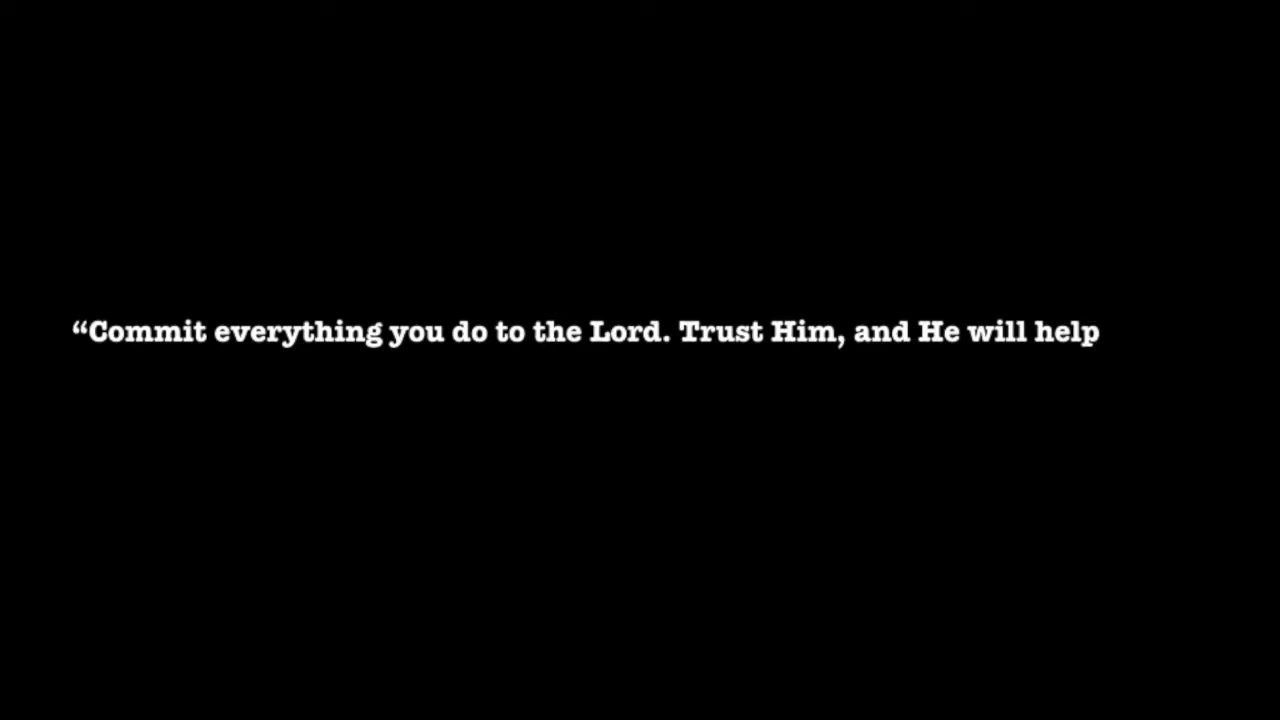 “Commit everything you do to the Lord. Trust Him, and He will help